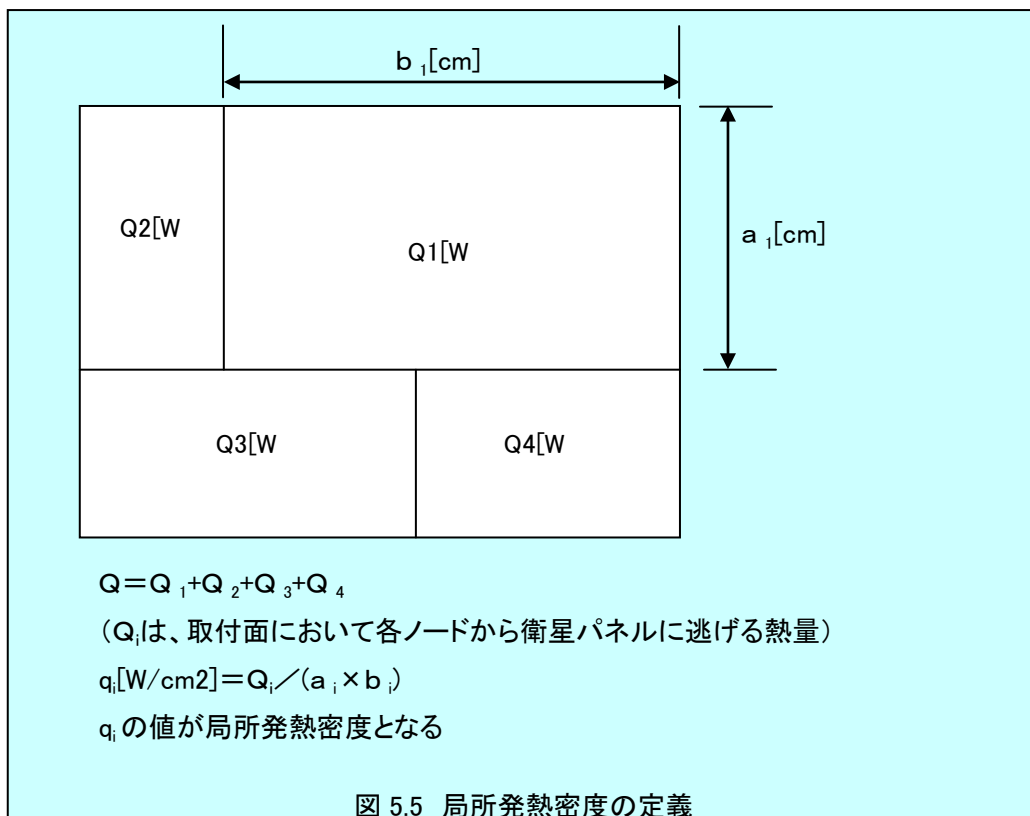 b 1[cm]
Q2[W
Q1[W
a 1[cm]
Q3[W
Q4[W
Q=Q 1+Q 2+Q 3+Q 4
(Qiは、取付面において各ノードから衛星パネルに逃げる熱量)
qi[W/cm2]=Qi/(a i×b i)
qiの値が局所発熱密度となる
図 5.5 局所発熱密度の定義